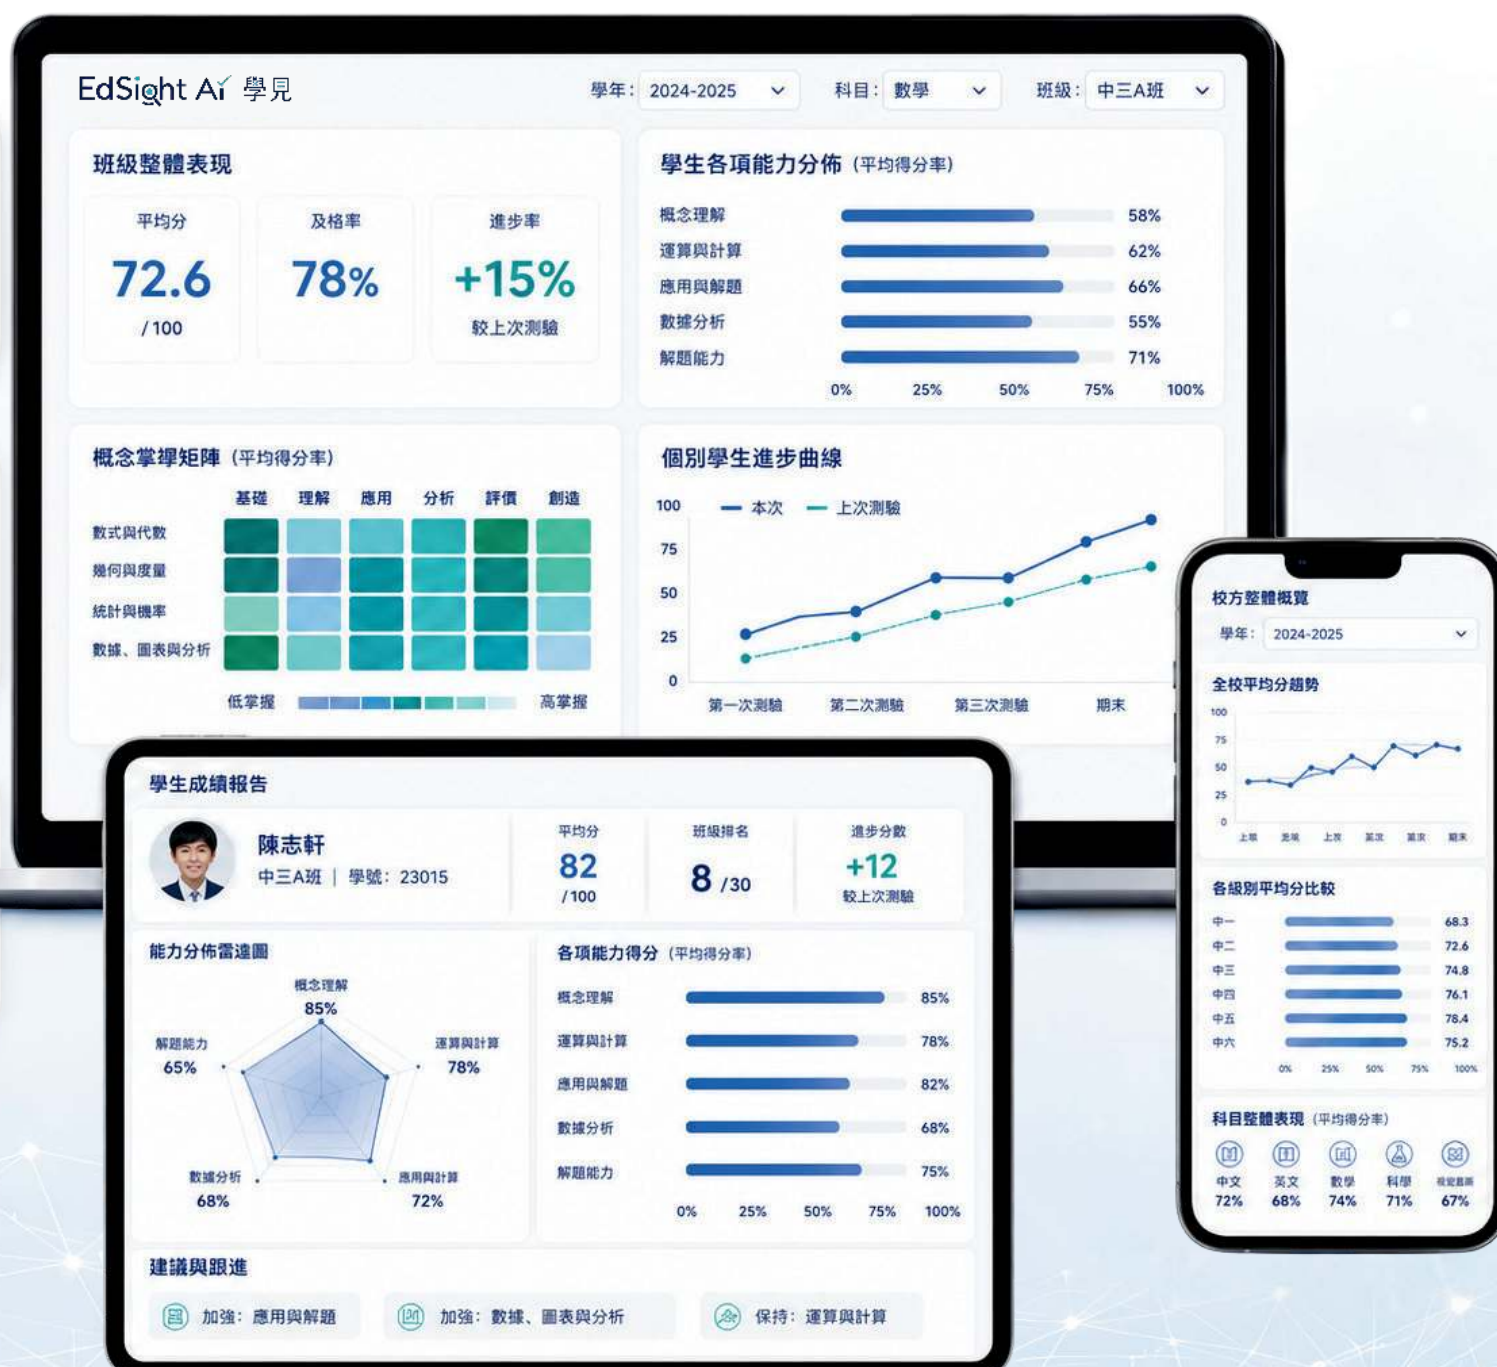 EdSight Ai 學見
學年: 2024-2025
科目: 數學
班級: 中三A班
班級整體表現
平均分
72.6
/ 100
及格率
78%
進步率
+15%
較上次測驗
學生各項能力分佈 (平均得分率)
概念理解 58%
運算與計算 62%
應用與解題 66%
數據分析 55%
解題能力 71%
0% 25% 50% 75% 100%
(平均得分率)
基礎 理解 應用 分析 評價 創造
數式與代數
幾何與度量
統計與機率
數據、圖表與分析
低掌握 高掌握
個別學生進步曲線
本次 上次測驗
100
75
50
25
0
第一次測驗 第二次測驗 第三次測驗 期末
學生成績報告
陳志軒
中三A班 | 學號: 23015
平均分
82
/ 100
班級排名
8 /30
進步分數
+12
較上次測驗
能力分佈雷達圖
概念理解
85%
運算與計算
78%
應用與計算
72%
數據分析
68%
解題能力
65%
各項能力得分 (平均得分率)
概念理解 85%
運算與計算 78%
應用與解題 82%
數據分析 68%
解題能力 75%
0% 25% 50% 75% 100%
建議與跟進
加強: 應用與解題
加強: 數據、圖表與分析
保持: 運算與計算
校方整體概覽
學年: 2024-2025
全校平均分趨勢
100
75
50
25
0
期末
各級別平均分比較
中一 68.3
中二 72.6
中三 74.8
中四 76.1
中五 78.4
中六 75.2
0% 25% 50% 75% 100%
科目整體表現 (平均得分率)
中文 英文 數學 科學
72% 68% 74% 71% 67%